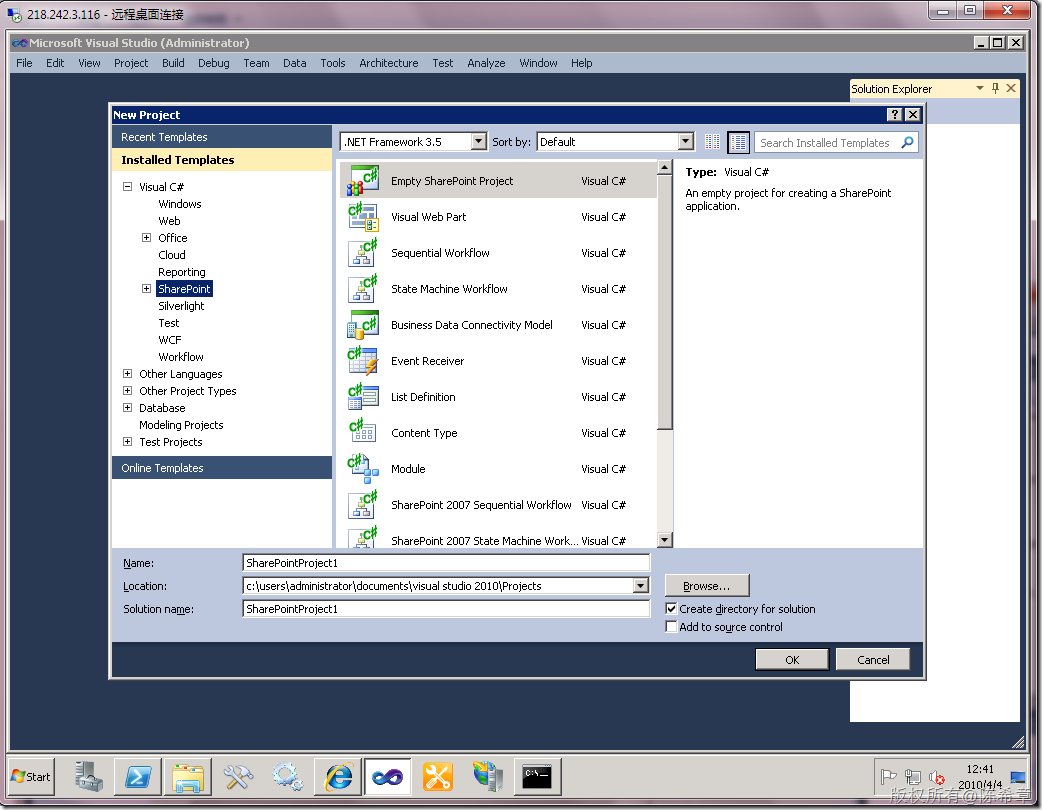 218.242.3.116 - 远程桌面连接
Microsoft Visual Studio (Administrator)
File Edit View Project Build Debug Team Data Tools Architecture Test Analyze Window Help
Solution Explorer
New Project
Recent Templates
Installed Templates
Visual C#
Windows
Web
Office
Cloud
Reporting
SharePoint
Silverlight
Test
WCF
Workflow
Other Languages
Other Project Types
Database
Modeling Projects
Test Projects
Online Templates
.NET Framework 3.5 Sort by: Default Search Installed Templates
Empty SharePoint Project Visual C#
Visual Web Part Visual C#
Sequential Workflow Visual C#
State Machine Workflow Visual C#
Business Data Connectivity Model Visual C#
Event Receiver Visual C#
List Definition Visual C#
Content Type Visual C#
Module Visual C#
SharePoint 2007 Sequential Workflow Visual C#
SharePoint 2007 State Machine Work... Visual C#
Type: Visual C#
An empty project for creating a SharePoint
application.
Name: SharePointProject1
Location: c:\users\administrator\documents\visual studio 2010\Projects Browse...
Solution name: SharePointProject1 Create directory for solution
Add to source control
OK Cancel
Start
C:\_
12:41
2010/4/4
版权所有@陈希章